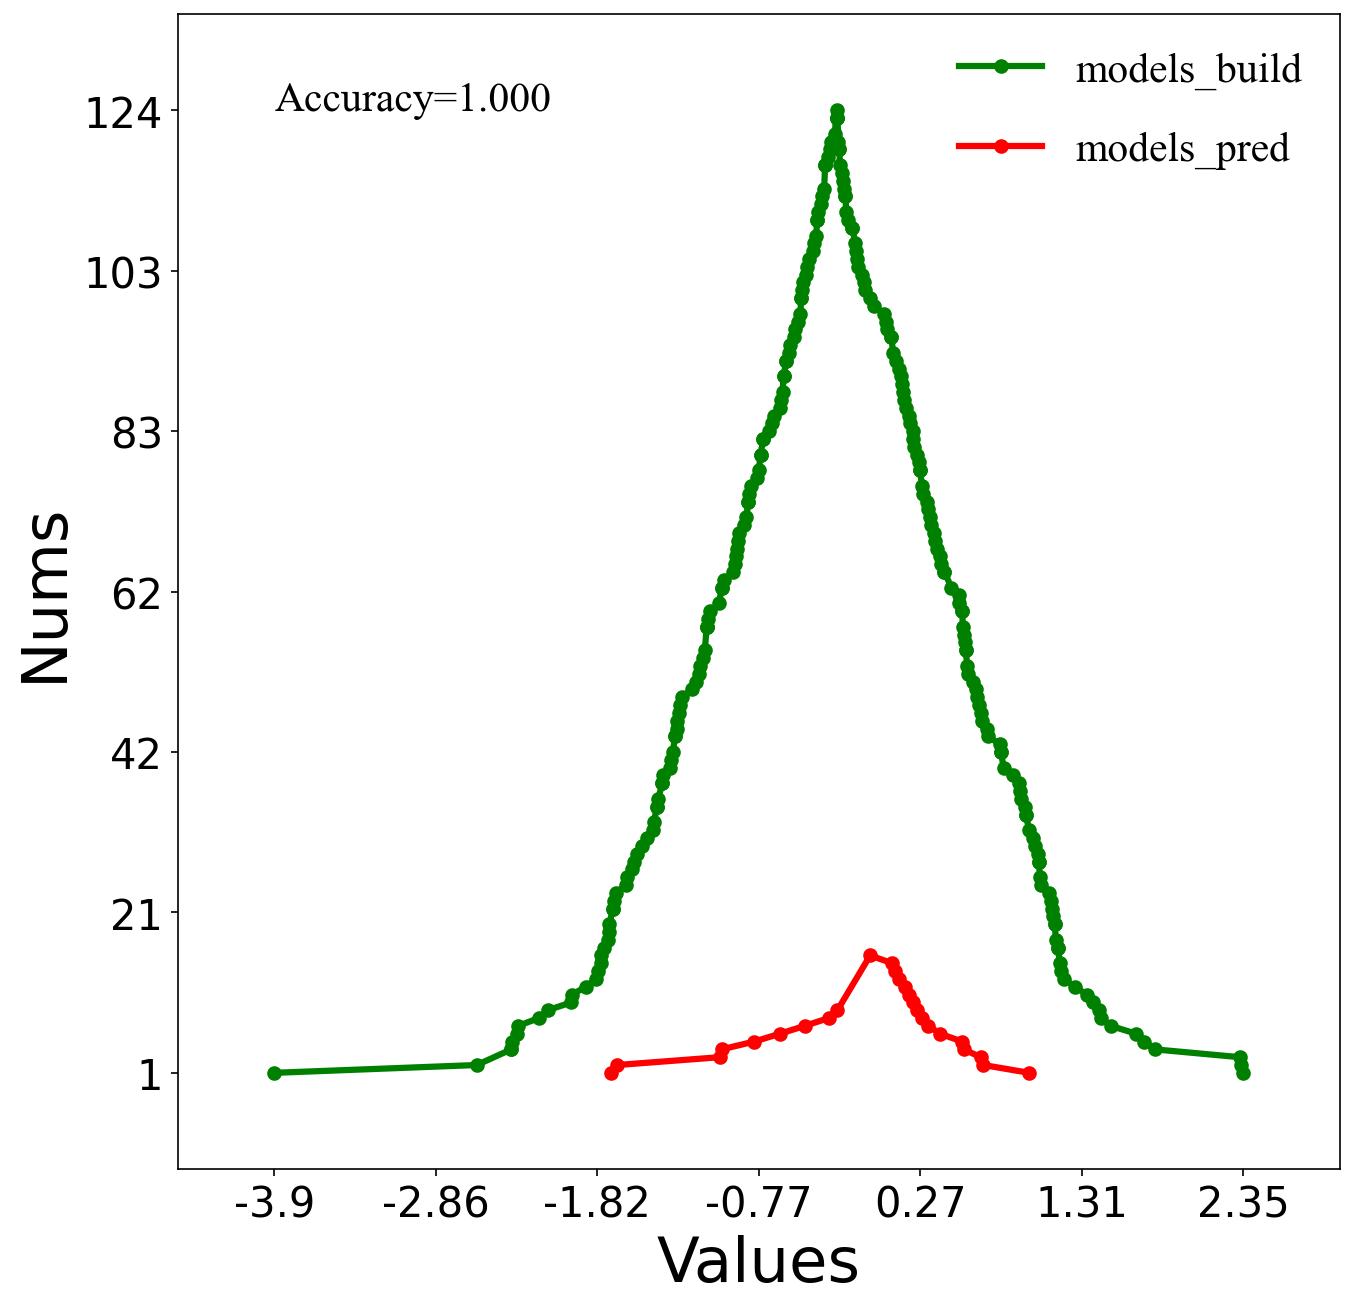 Accuracy=1.000
models_build
models_pred
124
103
83
62
42
21
1
Nums
-3.9 -2.86 -1.82 -0.77 0.27 1.31 2.35
Values